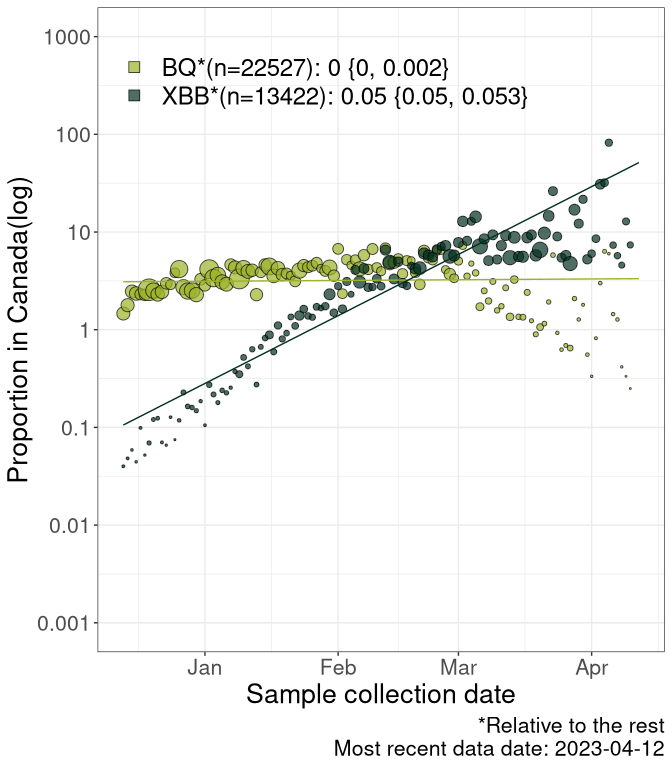 1000
100
10
1
0.1
0.01
0.001
Proportion in Canada(log)
BQ*(n=22527): 0 {0, 0.002}
XBB*(n=13422): 0.05 {0.05, 0.053}
Jan Feb Mar Apr
Sample collection date
*Relative to the rest
Most recent data date: 2023-04-12